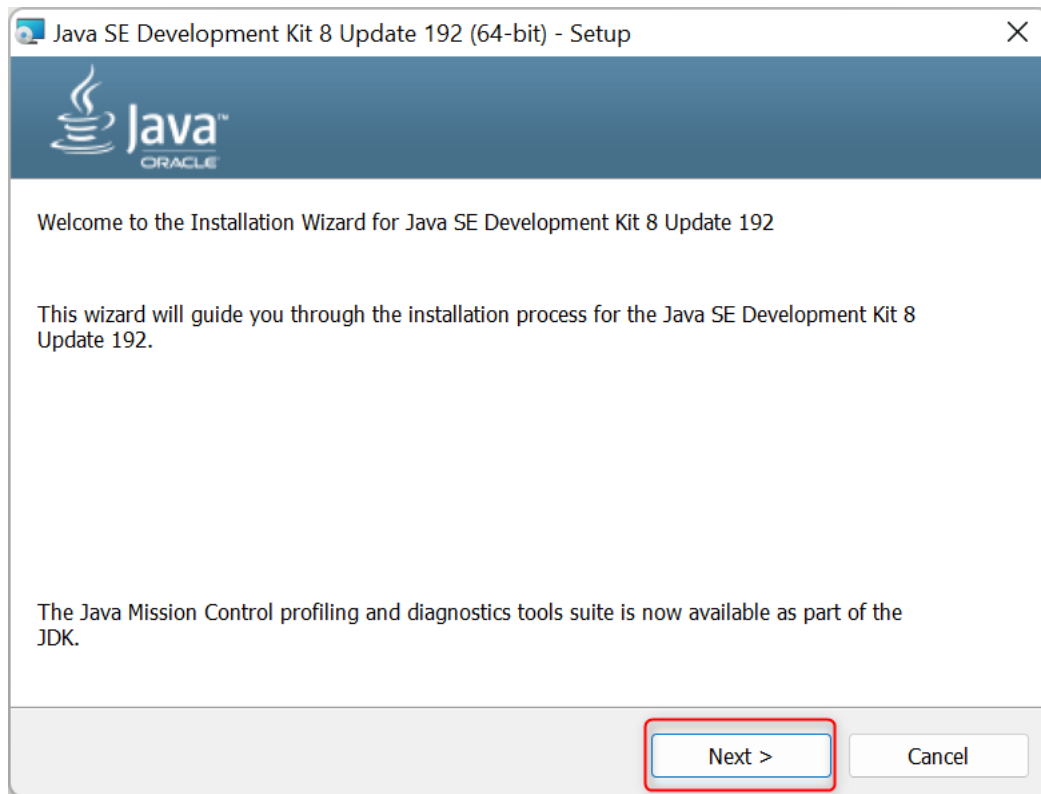 Java SE Development Kit 8 Update 192 (64-bit) - Setup
Java™
ORACLE
Welcome to the Installation Wizard for Java SE Development Kit 8 Update 192
This wizard will guide you through the installation process for the Java SE Development Kit 8
Update 192.
The Java Mission Control profiling and diagnostics tools suite is now available as part of the
JDK.
Next > Cancel